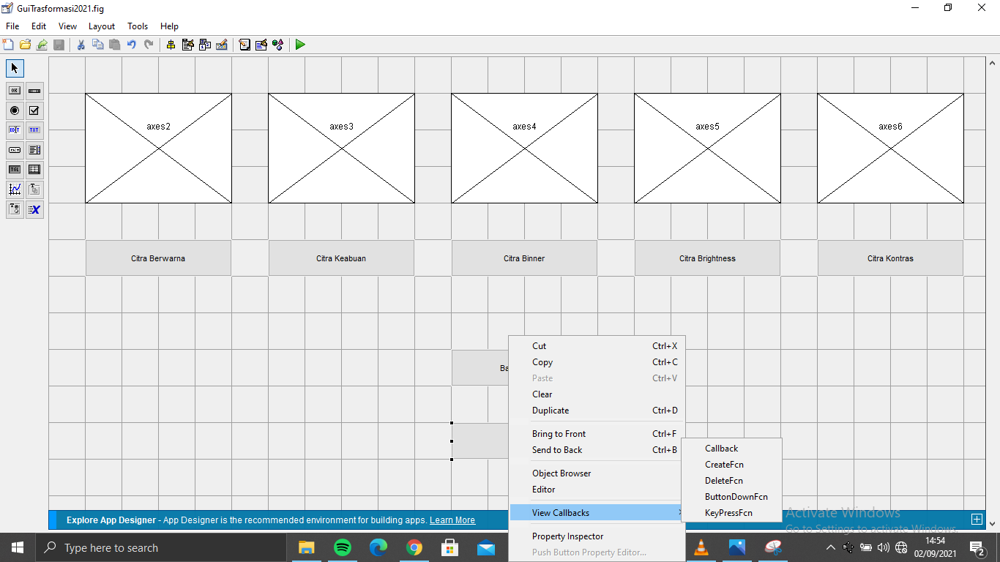 GuiTrasformasi2021.fig
File Edit View Layout Tools Help
OK
EDIT TXT
TGL
axes2 axes3 axes4 axes5 axes6
Citra Berwarna Citra Keabuan Citra Binner Citra Brightness Citra Kontras
Ba
Cut Ctrl+X
Copy Ctrl+C
Paste Ctrl+V
Clear
Duplicate Ctrl+D
Bring to Front Ctrl+F
Send to Back Ctrl+B
Object Browser
Editor
View Callbacks
Property Inspector
Push Button Property Editor...
Callback
CreateFcn
DeleteFcn
ButtonDownFcn
KeyPressFcn
Activate Windows
Go to Settings to activate Windows.
Explore App Designer - App Designer is the recommended environment for building apps. Learn More
Type here to search
14:54
02/09/2021
2